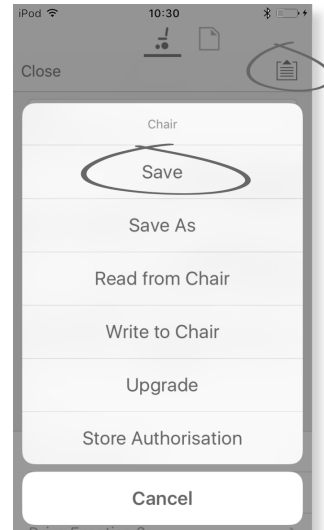 iPod 10:30
Close
Chair
Save
Save As
Read from Chair
Write to Chair
Upgrade
Store Authorisation
Cancel